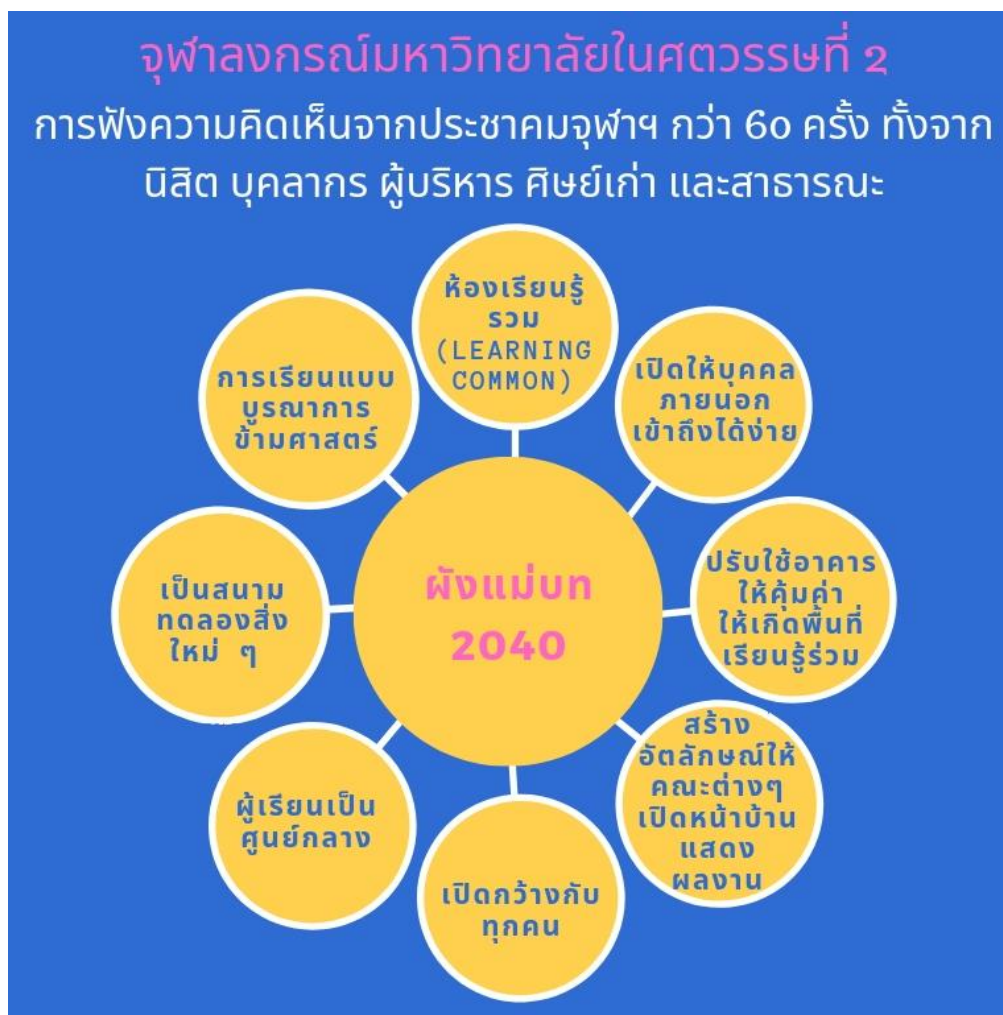 จุฬาลงกรณ์มหาวิทยาลัยในศตวรรษที่ 2
การฟังความคิดเห็นจากประชาคมจุฬาฯ กว่า 60 ครั้ง ทั้งจาก
นิสิต บุคลากร ผู้บริหาร ศิษย์เก่า และสาธารณะ
ห้องเรียนรู้
รวม
(LEARNING
COMMON)
เปิดให้บุคคล
ภายนอก
เข้าถึงได้ง่าย
ปรับใช้อาคาร
ให้คุ้มค่า
ให้เกิดพื้นที่
เรียนรู้ร่วม
สร้าง
อัตลักษณ์ให้
คณะต่างๆ
เปิดหน้าบ้าน
แสดง
ผลงาน
เปิดกว้างกับ
ทุกคน
ผู้เรียนเป็น
ศูนย์กลาง
เป็นสนาม
ทดลองสิ่ง
ใหม่ ๆ
การเรียนแบบ
บูรณาการ
ข้ามศาสตร์
ผังแม่บท
2040